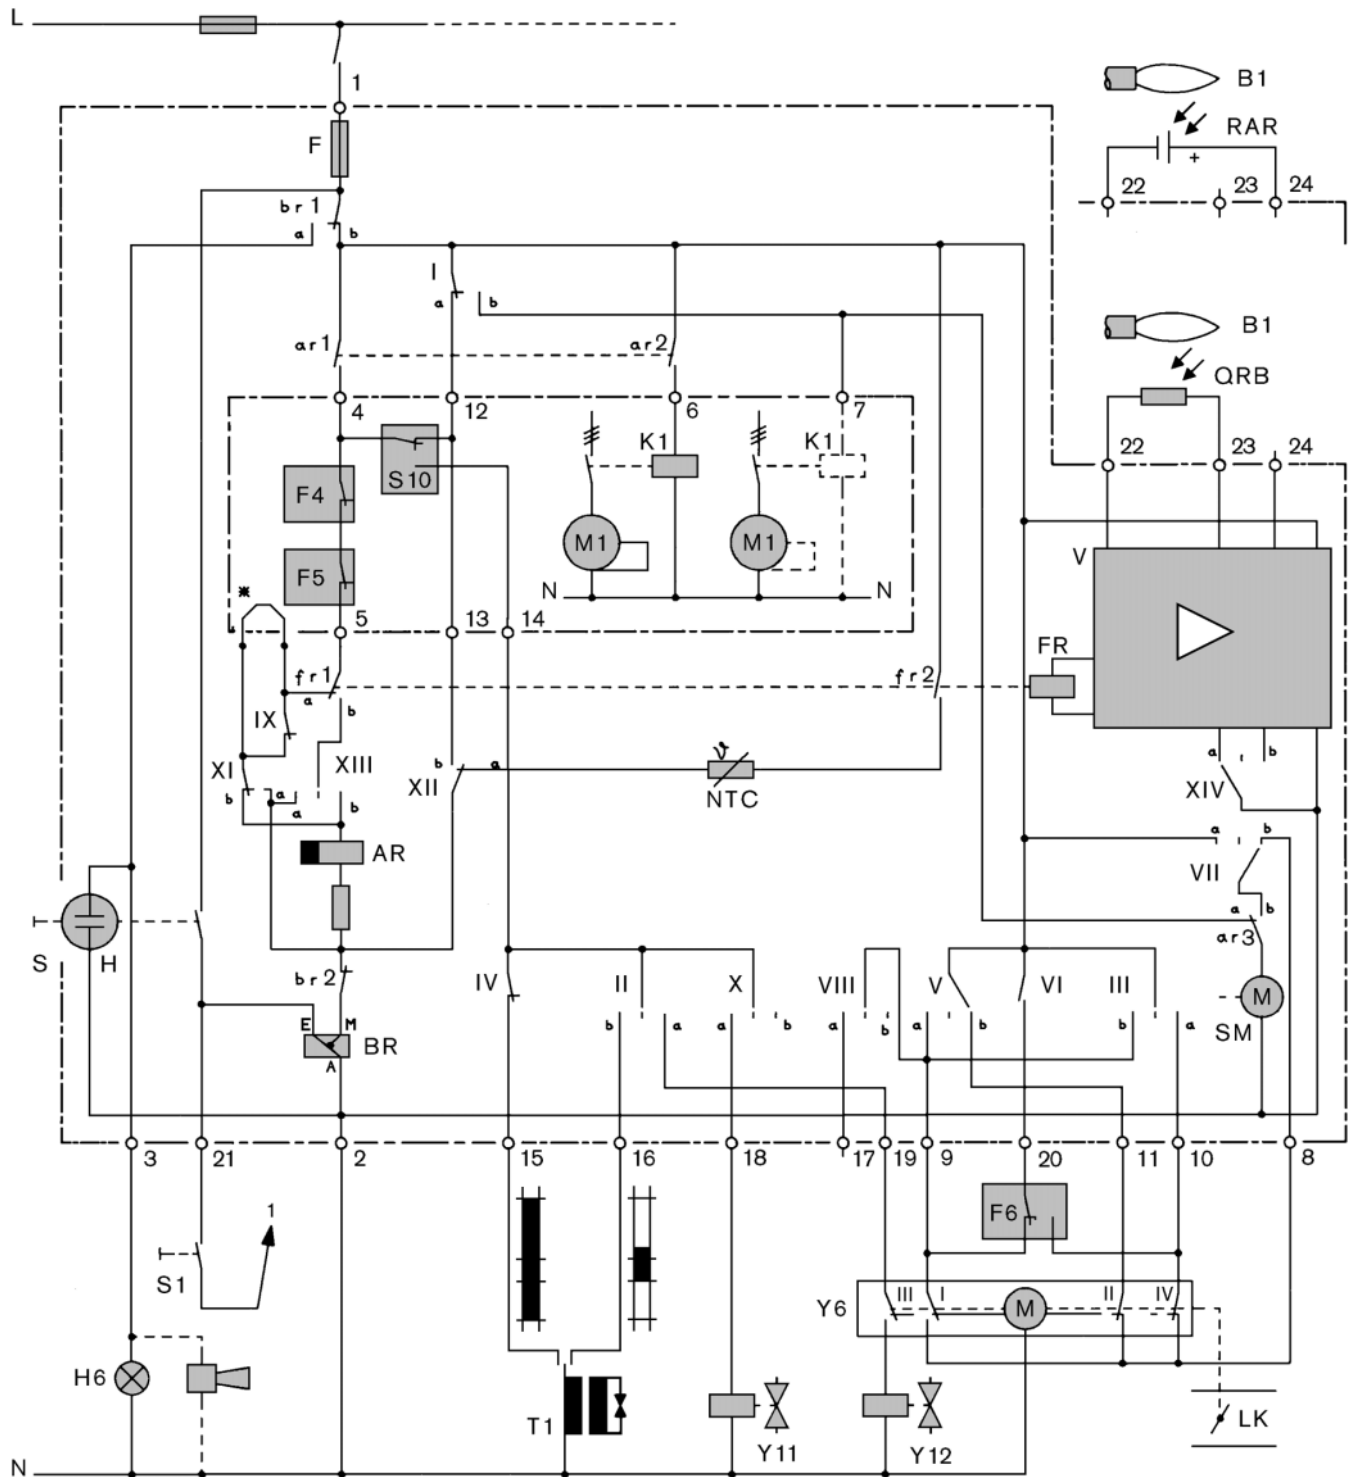 L
1
B1
F
RAR
+
22 23 24
br1
a b
I
a b
B1
ar1 ar2
QRB
4 12 6 7
K1 K1
22 23 24
S10
F4
M1 M1
V
F5
N N
*
5 13 14
FR
fr1 fr2
a
b
IX
a b
XI XIII
b a
XII
ϑ
NTC
XIV
b a
a
b
a b
AR
VII
a b
ar3
S H
br2
IV II X VIII V VI III
M
SM
E M
BR
A
b a a b a b a b b a
3 21 2 15 16 18 17 19 9 20 11 10 8
F6
1
S1
III I II IV
Y6
M
H6
T1
Y11
Y12
LK
N